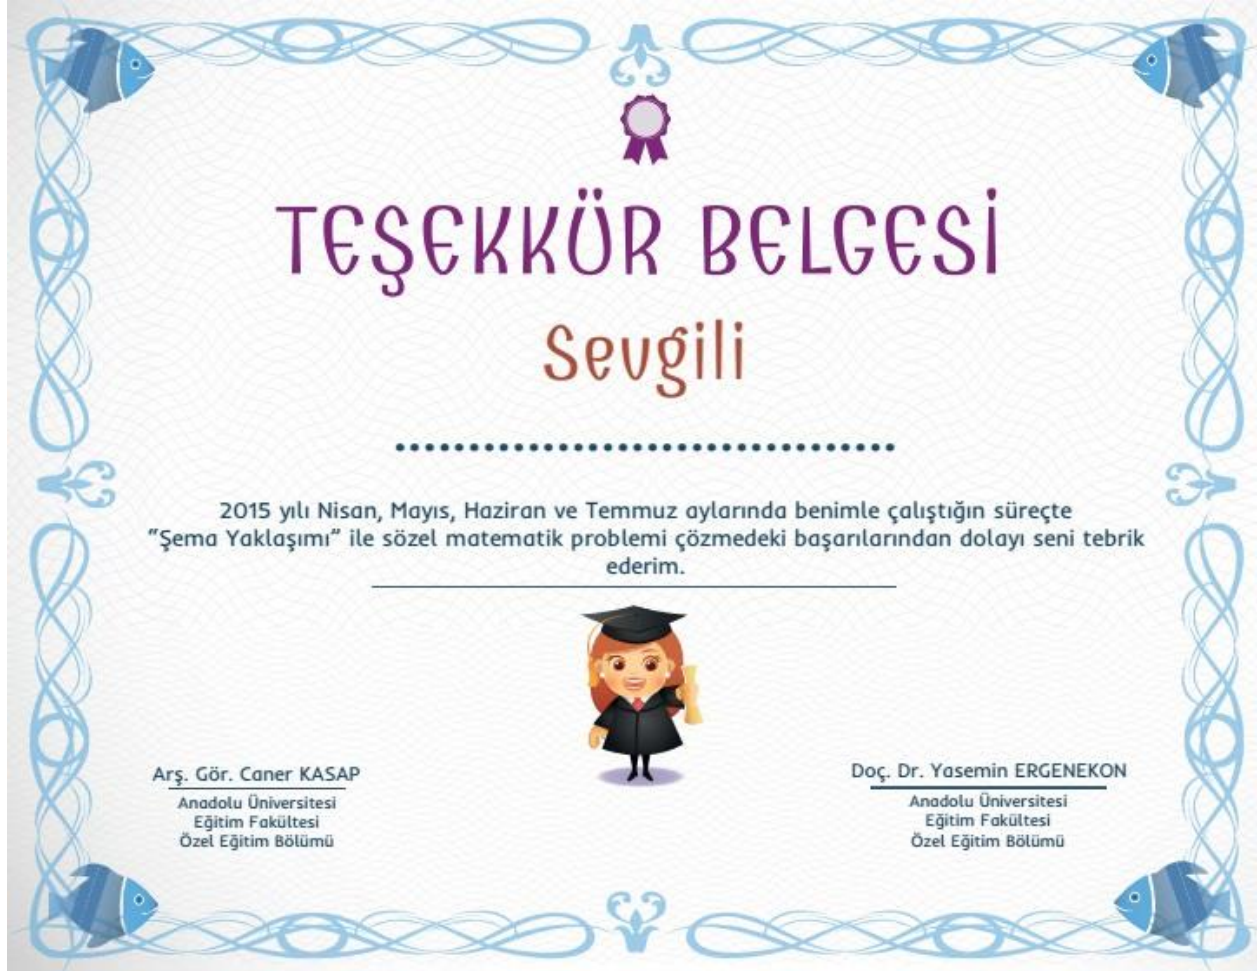 TEŞEKKÜR BELGESİ
Sevgili
..................................
2015 yılı Nisan, Mayıs, Haziran ve Temmuz aylarında benimle çalıştığın süreçte
"Şema Yaklaşımı" ile sözel matematik problemi çözmedeki başarılarından dolayı seni tebrik
ederim.
Arş. Gör. Caner KASAP
Anadolu Üniversitesi
Eğitim Fakültesi
Özel Eğitim Bölümü
Doç. Dr. Yasemin ERGENEKON
Anadolu Üniversitesi
Eğitim Fakültesi
Özel Eğitim Bölümü